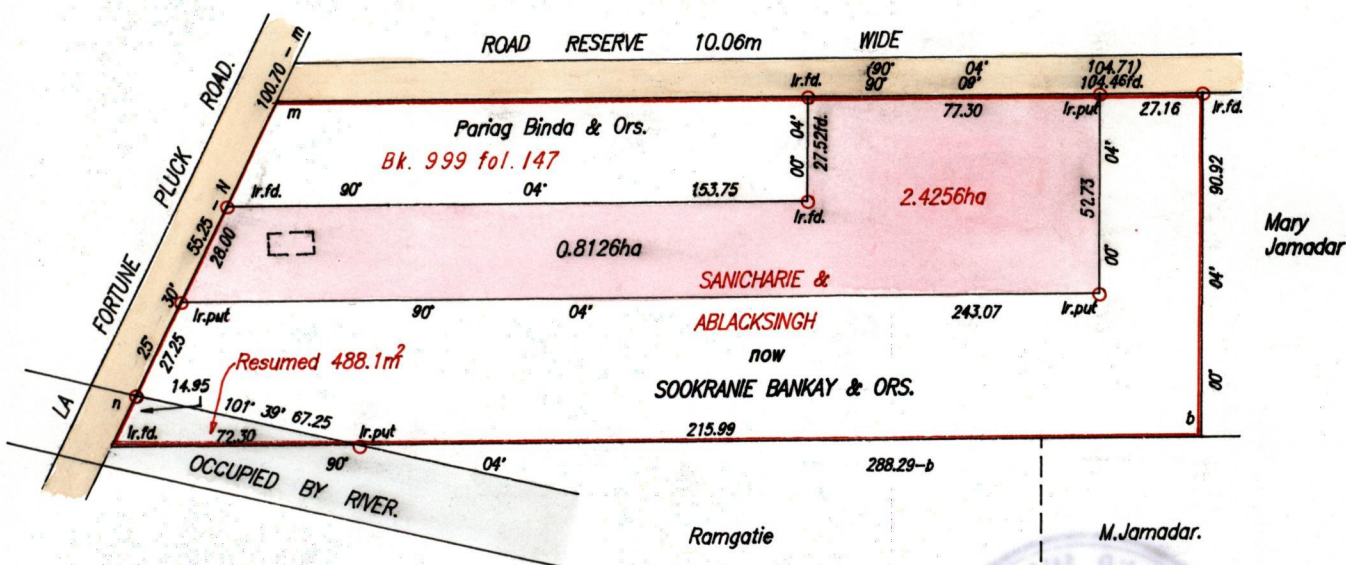 ROAD RESERVE 10.06m WIDE
(90° 04' 104.71)
90° 09' 104.46fd.
Ir.fd.
77.30
Ir.put
27.16
Ir.fd.
LA FORTUNE PLUCK ROAD.
100.70 - m
m
Pariag Binda & Ors.
Bk. 999 fol. 147
00° 04'
27.52fd.
Ir.fd.
90° 04' 153.75
Ir.fd.
2.4256ha
00° 04'
52.73
90.92
00° 04'
Mary
Jamadar
N
55.25
28.00
0.8126ha
SANICHARIE &
25° 30'
Ir.put
90° 04' 243.07
Ir.put
ABLACKSINGH
now
SOOKRANIE BANKAY & ORS.
27.25
Resumed 488.1m²
14.95
n
101° 39' 67.25
Ir.fd.
72.30
Ir.put
215.99
b
90° 04' 288.29-b
OCCUPIED BY RIVER.
Ramgatie
M.Jamadar.